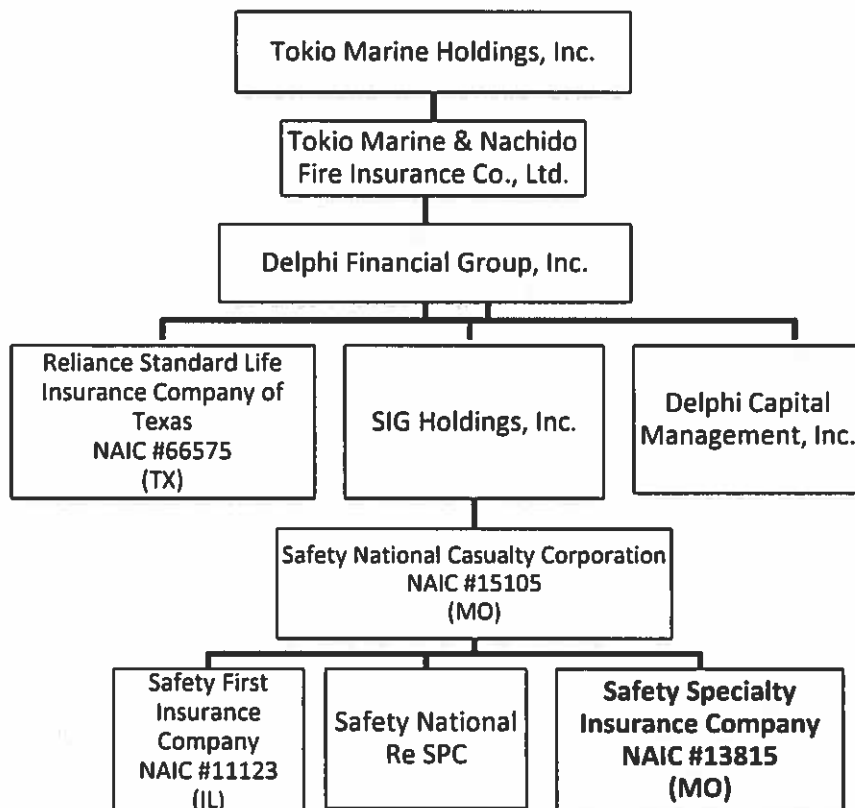 Tokio Marine Holdings, Inc.
Tokio Marine & Nachido
Fire Insurance Co., Ltd.
Delphi Financial Group, Inc.
Reliance Standard Life
Insurance Company of
Texas
NAIC #66575
(TX)
SIG Holdings, Inc.
Delphi Capital
Management, Inc.
Safety National Casualty Corporation
NAIC #15105
(MO)
Safety First
Insurance
Company
NAIC #11123
(IL)
Safety National
Re SPC
Safety Specialty
Insurance Company
NAIC #13815
(MO)